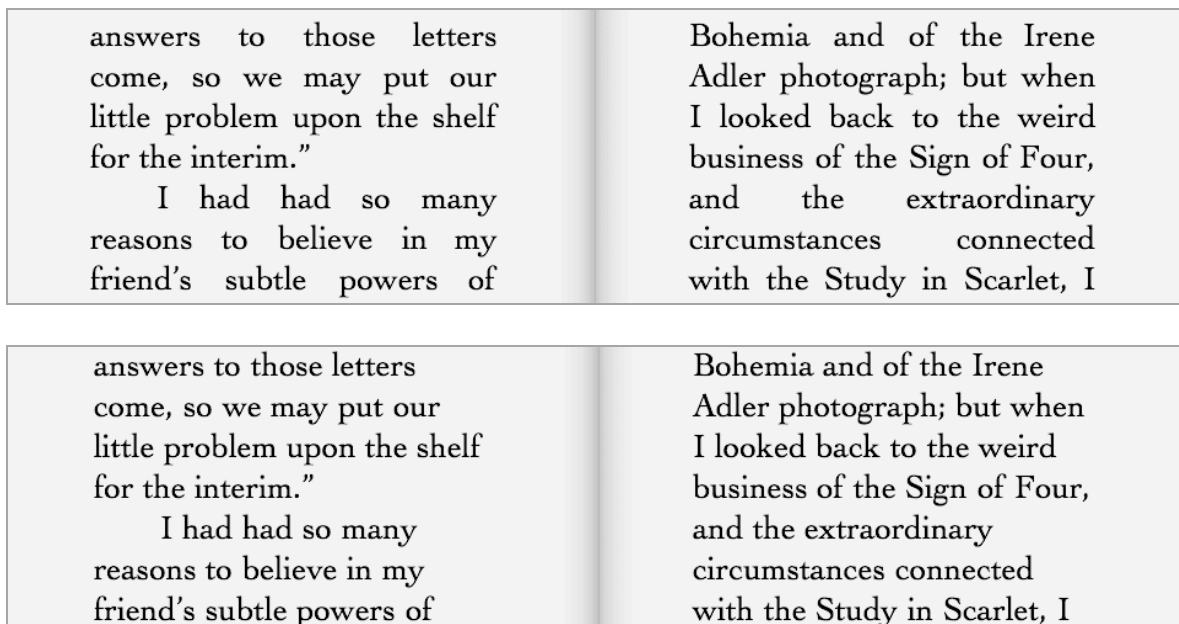 answers to those letters
come, so we may put our
little problem upon the shelf
for the interim.”
I had had so many
reasons to believe in my
friend’s subtle powers of
Bohemia and of the Irene
Adler photograph; but when
I looked back to the weird
business of the Sign of Four,
and the extraordinary
circumstances connected
with the Study in Scarlet, I
answers to those letters
come, so we may put our
little problem upon the shelf
for the interim.”
I had had so many
reasons to believe in my
friend’s subtle powers of
Bohemia and of the Irene
Adler photograph; but when
I looked back to the weird
business of the Sign of Four,
and the extraordinary
circumstances connected
with the Study in Scarlet, I